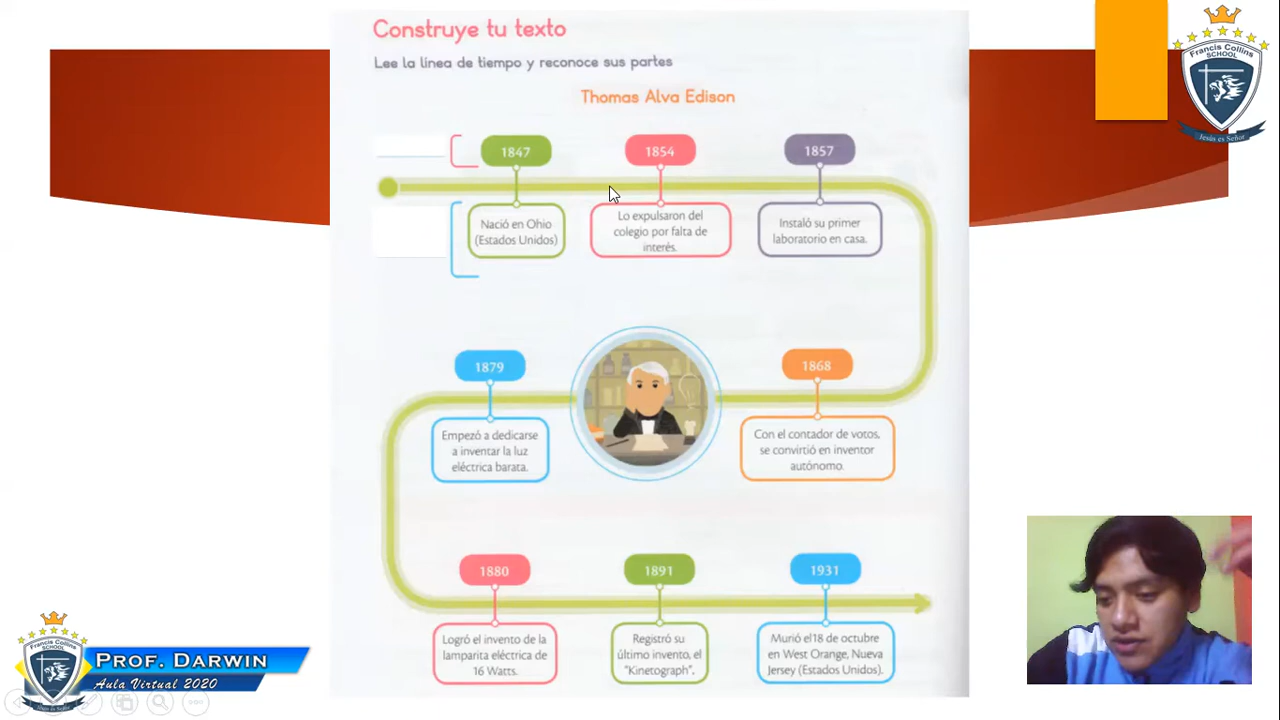 Construye tu texto
Lee la línea de tiempo y reconoce sus partes
Thomas Alva Edison
1847
1854
1857
Nació en Ohio
(Estados Unidos)
Lo expulsaron del
colegio por falta de
interés.
Instaló su primer
laboratorio en casa.
1879
1868
Empezó a dedicarse
a inventar la luz
eléctrica barata.
Con el contador de votos,
se convirtió en inventor
autónomo.
1880
1891
1931
Logró el invento de la
lamparita eléctrica de
16 Watts.
Registró su
último invento, el
"Kinetograph".
Murió el18 de octubre
en West Orange, Nueva
Jersey (Estados Unidos).
Francis Collins
SCHOOL
Jesús es Señor
PROF. DARWIN
Aula Virtual 2020